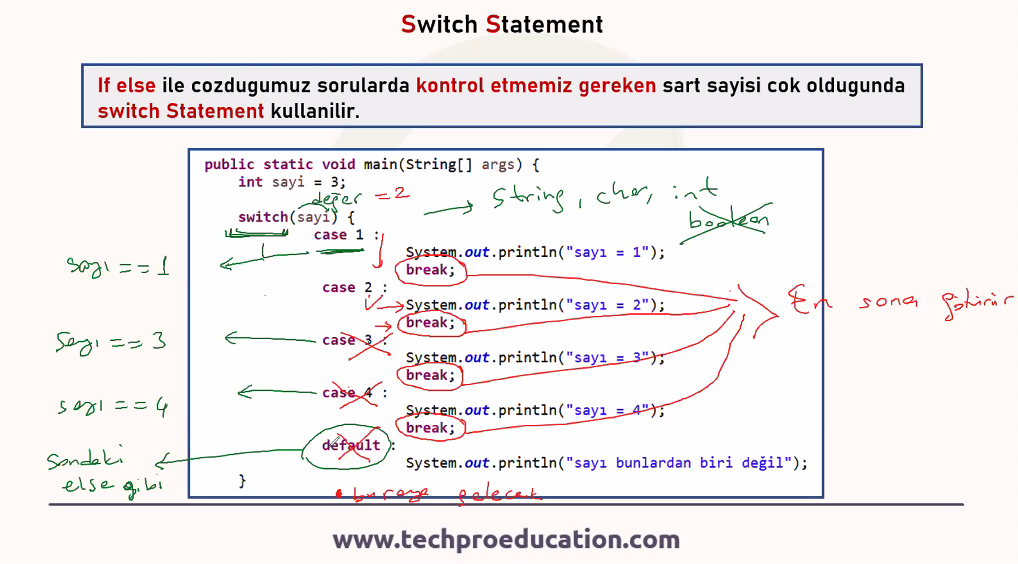 Switch Statement
If else ile cozdugumuz sorularda kontrol etmemiz gereken sart sayisi cok oldugunda
switch Statement kullanilir.
public static void main(String[] args) {
int sayi = 3;
değer = 2
String, char, int
boolean
switch(sayi) {
case 1 :
System.out.println("sayı = 1");
sayı == 1
break;
case 2 :
System.out.println("sayı = 2");
En sona götürür
break;
case 3 :
sayı == 3
System.out.println("sayı = 3");
break;
case 4 :
sayı == 4
System.out.println("sayı = 4");
break;
default :
sondaki
else gibi
System.out.println("sayı bunlardan biri değil");
}
buraya gelecek
www.techproeducation.com